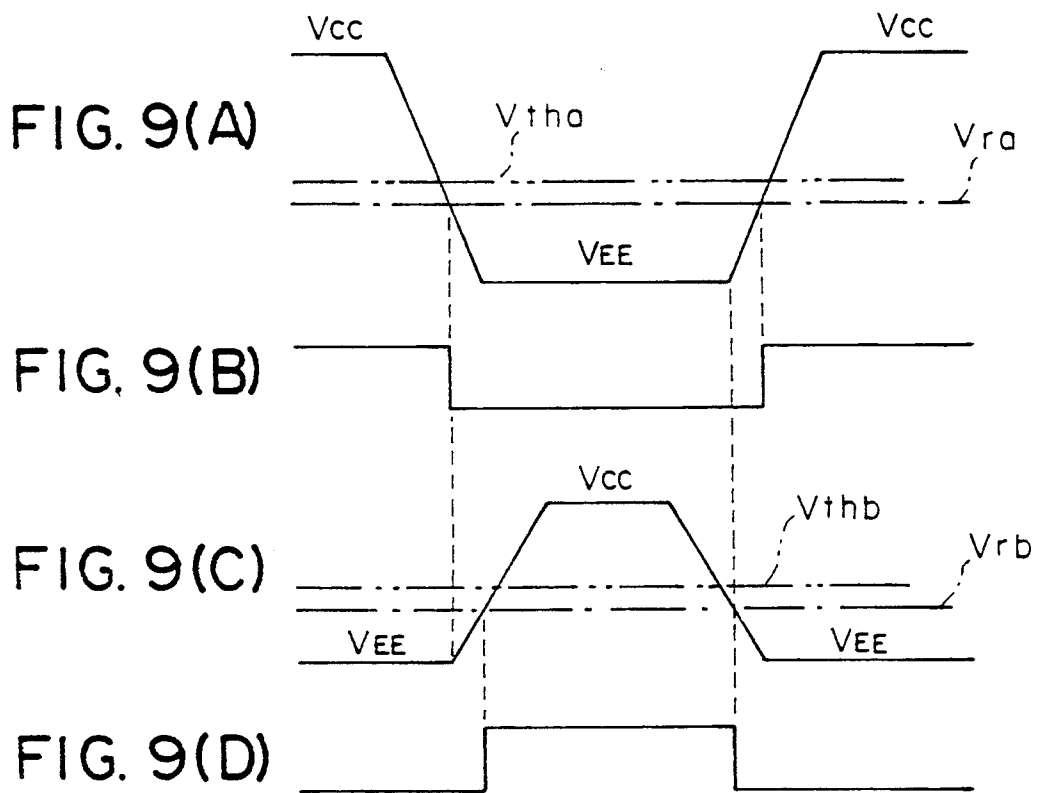 Vcc Vcc
FIG. 9(A)
Vtha
Vra
VEE
FIG. 9(B)
Vcc
Vthb
FIG. 9(C)
Vrb
VEE VEE
FIG. 9(D)